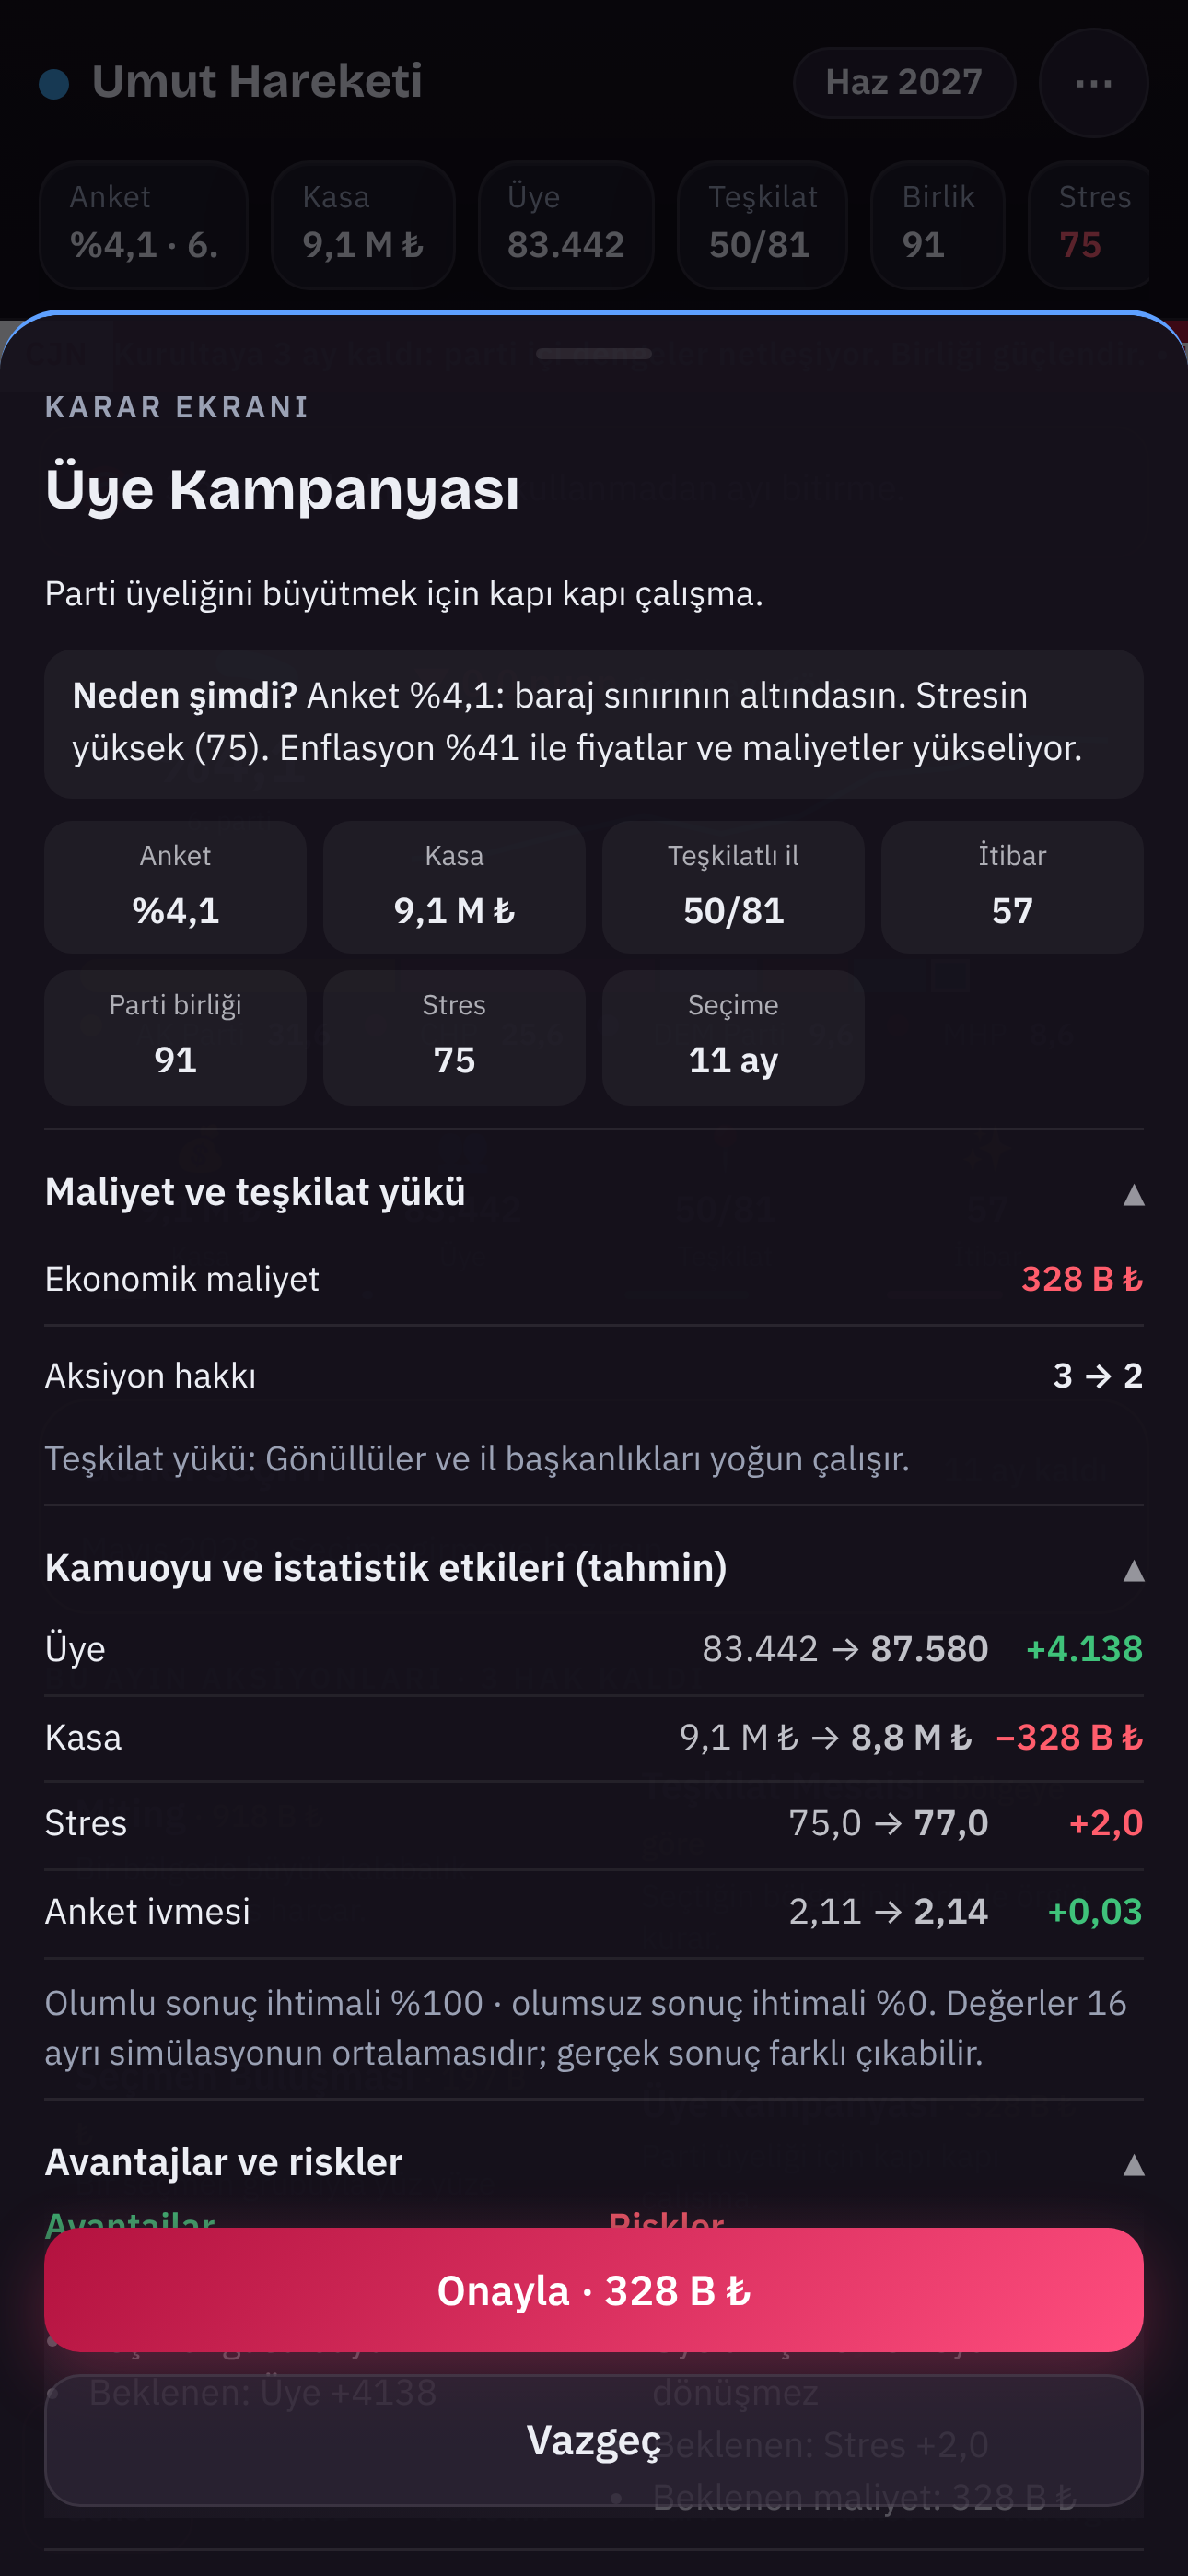 Umut Hareketi
Haz 2027
...
Anket
%4,1 · 6.
Kasa
9,1 M ₺
Üye
83.442
Teşkilat
50/81
Birlik
91
Stres
75
KARAR EKRANI
Üye Kampanyası
Parti üyeliğini büyütmek için kapı kapı çalışma.
Neden şimdi? Anket %4,1: baraj sınırının altındasın. Stresin
yüksek (75). Enflasyon %41 ile fiyatlar ve maliyetler yükseliyor.
Anket
%4,1
Kasa
9,1 M ₺
Teşkilatlı il
50/81
İtibar
57
Parti birliği
91
Stres
75
Seçime
11 ay
Maliyet ve teşkilat yükü ▲
Ekonomik maliyet 328 B ₺
Aksiyon hakkı 3 → 2
Teşkilat yükü: Gönüllüler ve il başkanlıkları yoğun çalışır.
Kamuoyu ve istatistik etkileri (tahmin) ▲
Üye 83.442 → 87.580 +4.138
Kasa 9,1 M ₺ → 8,8 M ₺ −328 B ₺
Stres 75,0 → 77,0 +2,0
Anket ivmesi 2,11 → 2,14 +0,03
Olumlu sonuç ihtimali %100 · olumsuz sonuç ihtimali %0. Değerler 16
ayrı simülasyonun ortalamasıdır; gerçek sonuç farklı çıkabilir.
Avantajlar ve riskler ▲
Avantajlar
Riskler
Onayla · 328 B ₺
• Beklenen: Üye +4138
dönüşmez
Vazgeç
Beklenen: Stres +2,0
• Beklenen maliyet: 328 B ₺